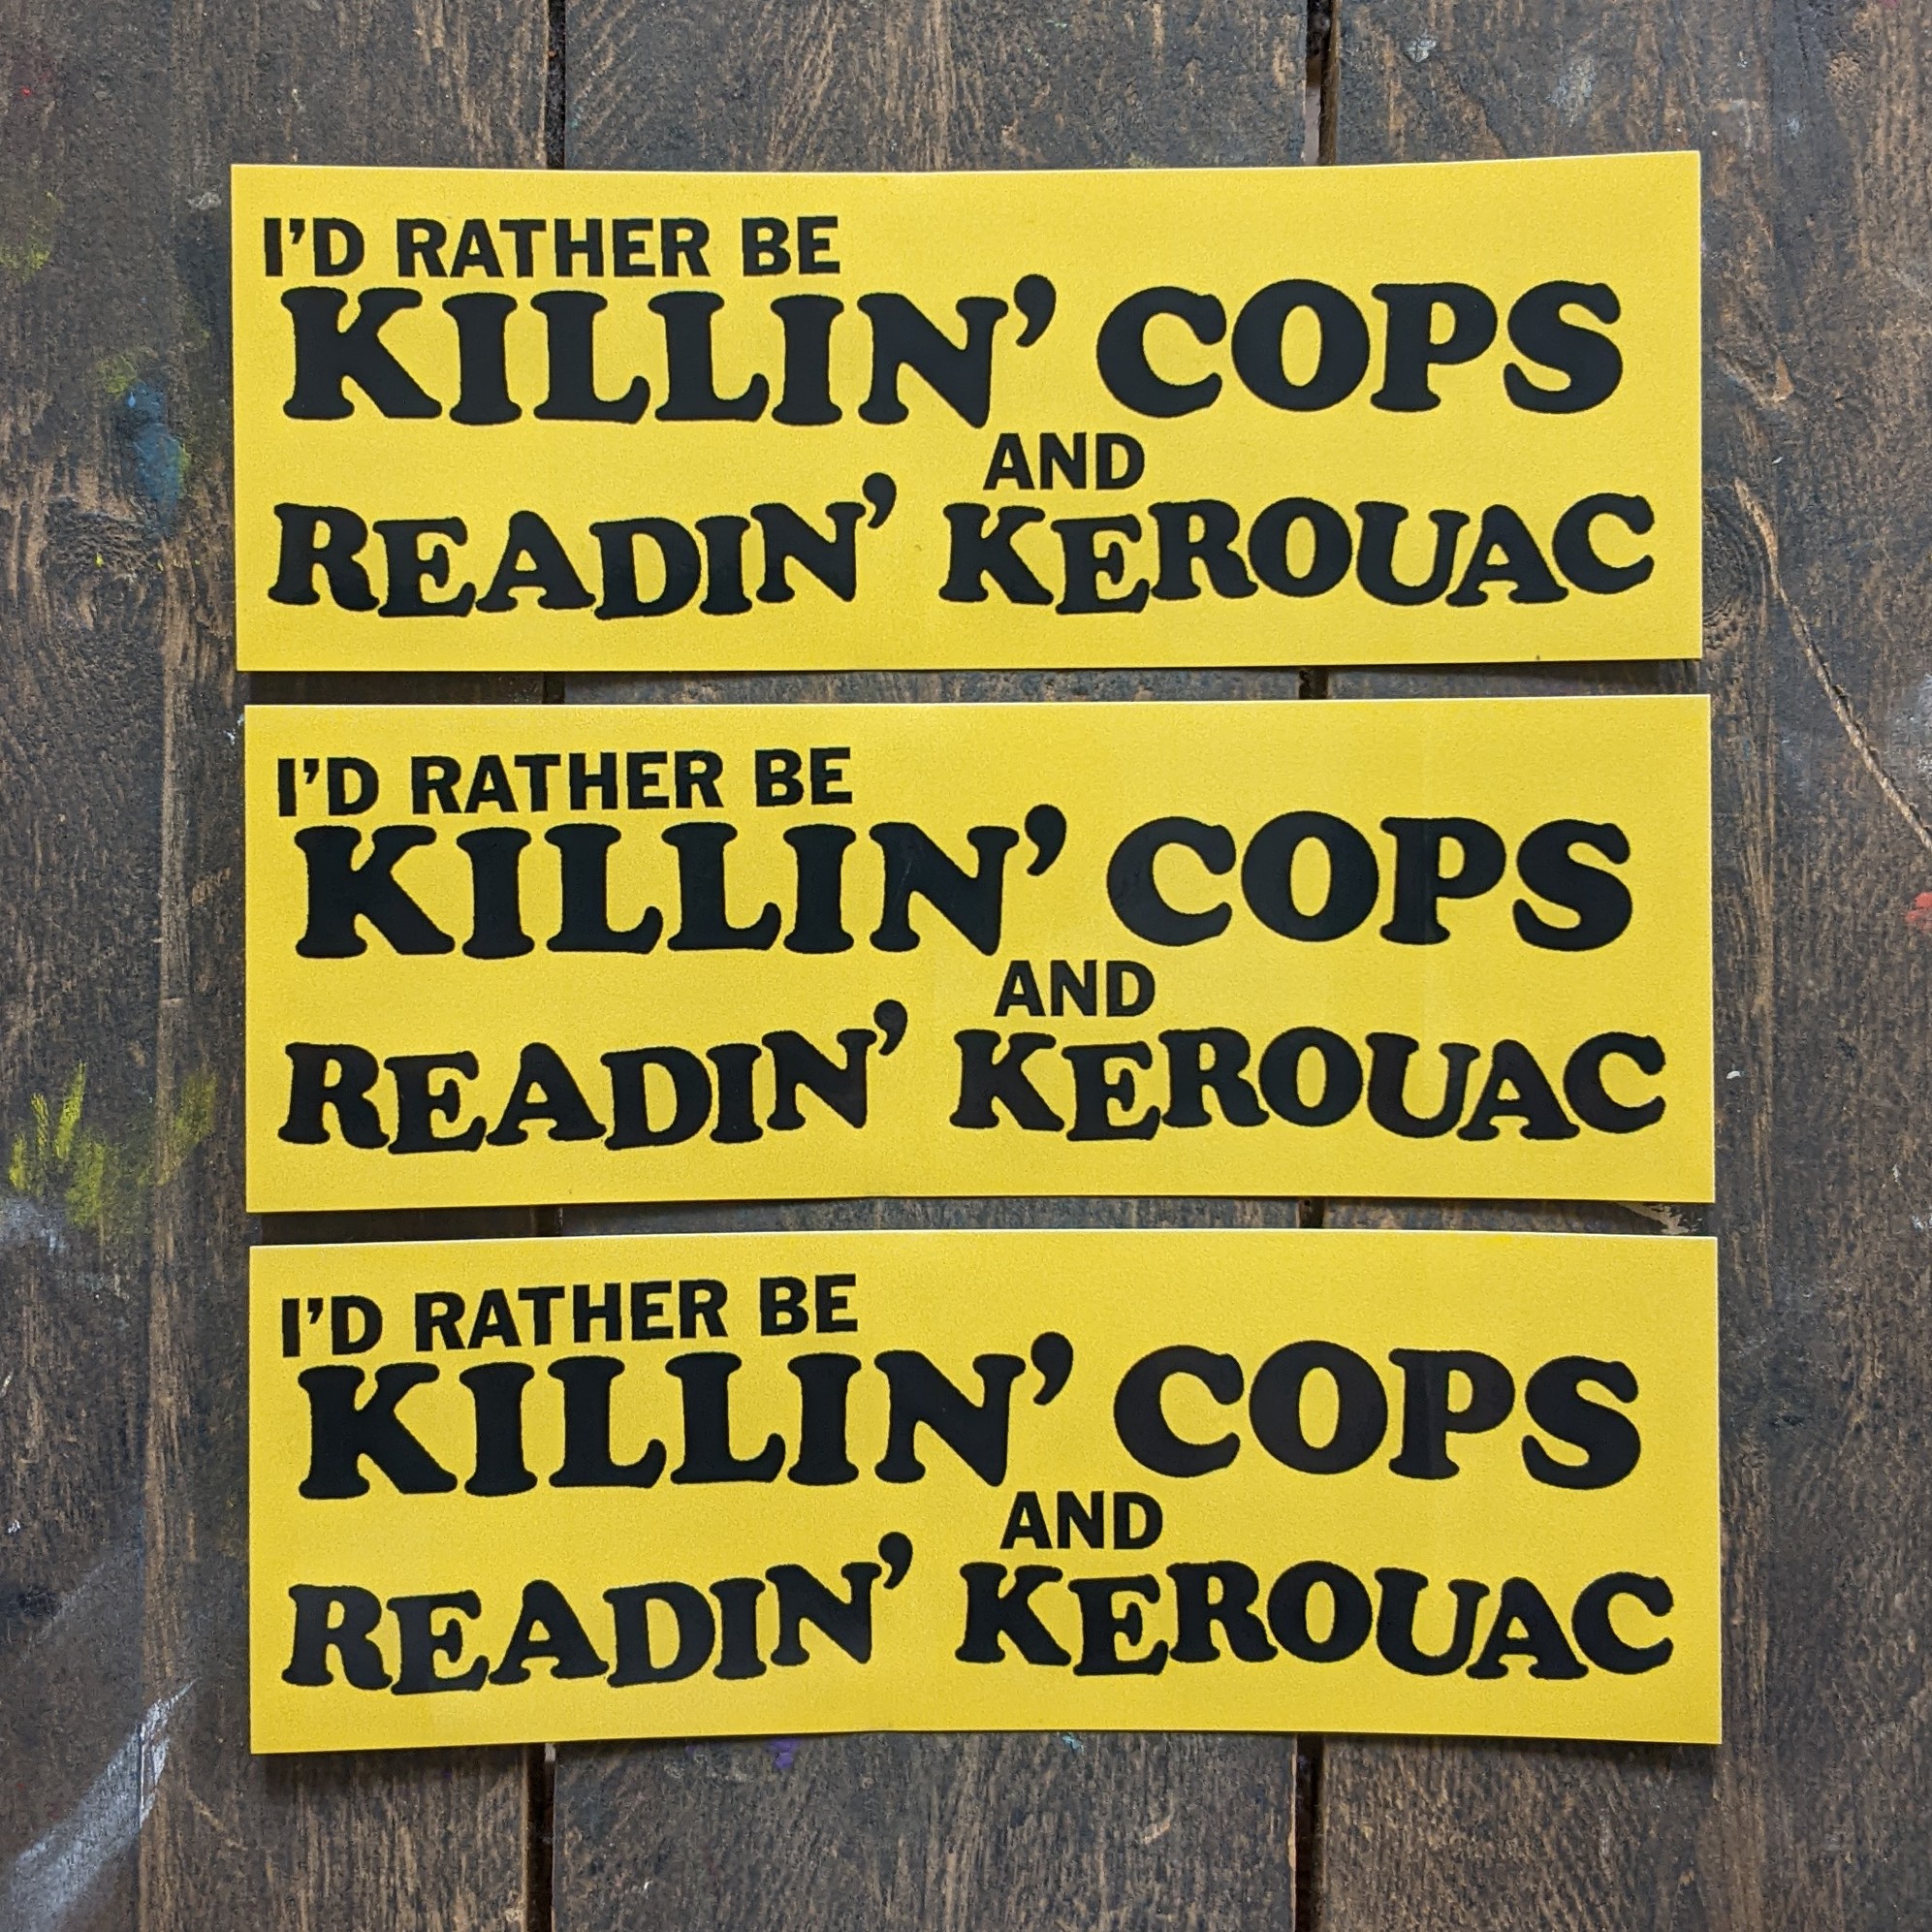 I'D RATHER BE
KILLIN' COPS
AND
READIN' KEROUAC
I'D RATHER BE
KILLIN' COPS
AND
READIN' KEROUAC
I'D RATHER BE
KILLIN' COPS
AND
READIN' KEROUAC